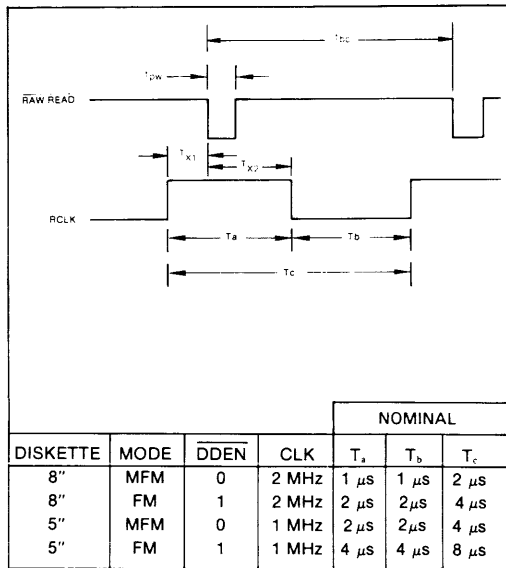 Tbc
Tpw
RAW READ
TX1
TX2
RCLK
Ta
Tb
Tc
NOMINAL
DISKETTE MODE DDEN CLK Ta Tb Tc
8" MFM 0 2 MHz 1 μs 1 μs 2 μs
8" FM 1 2 MHz 2 μs 2μs 4 μs
5" MFM 0 1 MHz 2 μs 2μs 4 μs
5" FM 1 1 MHz 4 μs 4 μs 8 μs